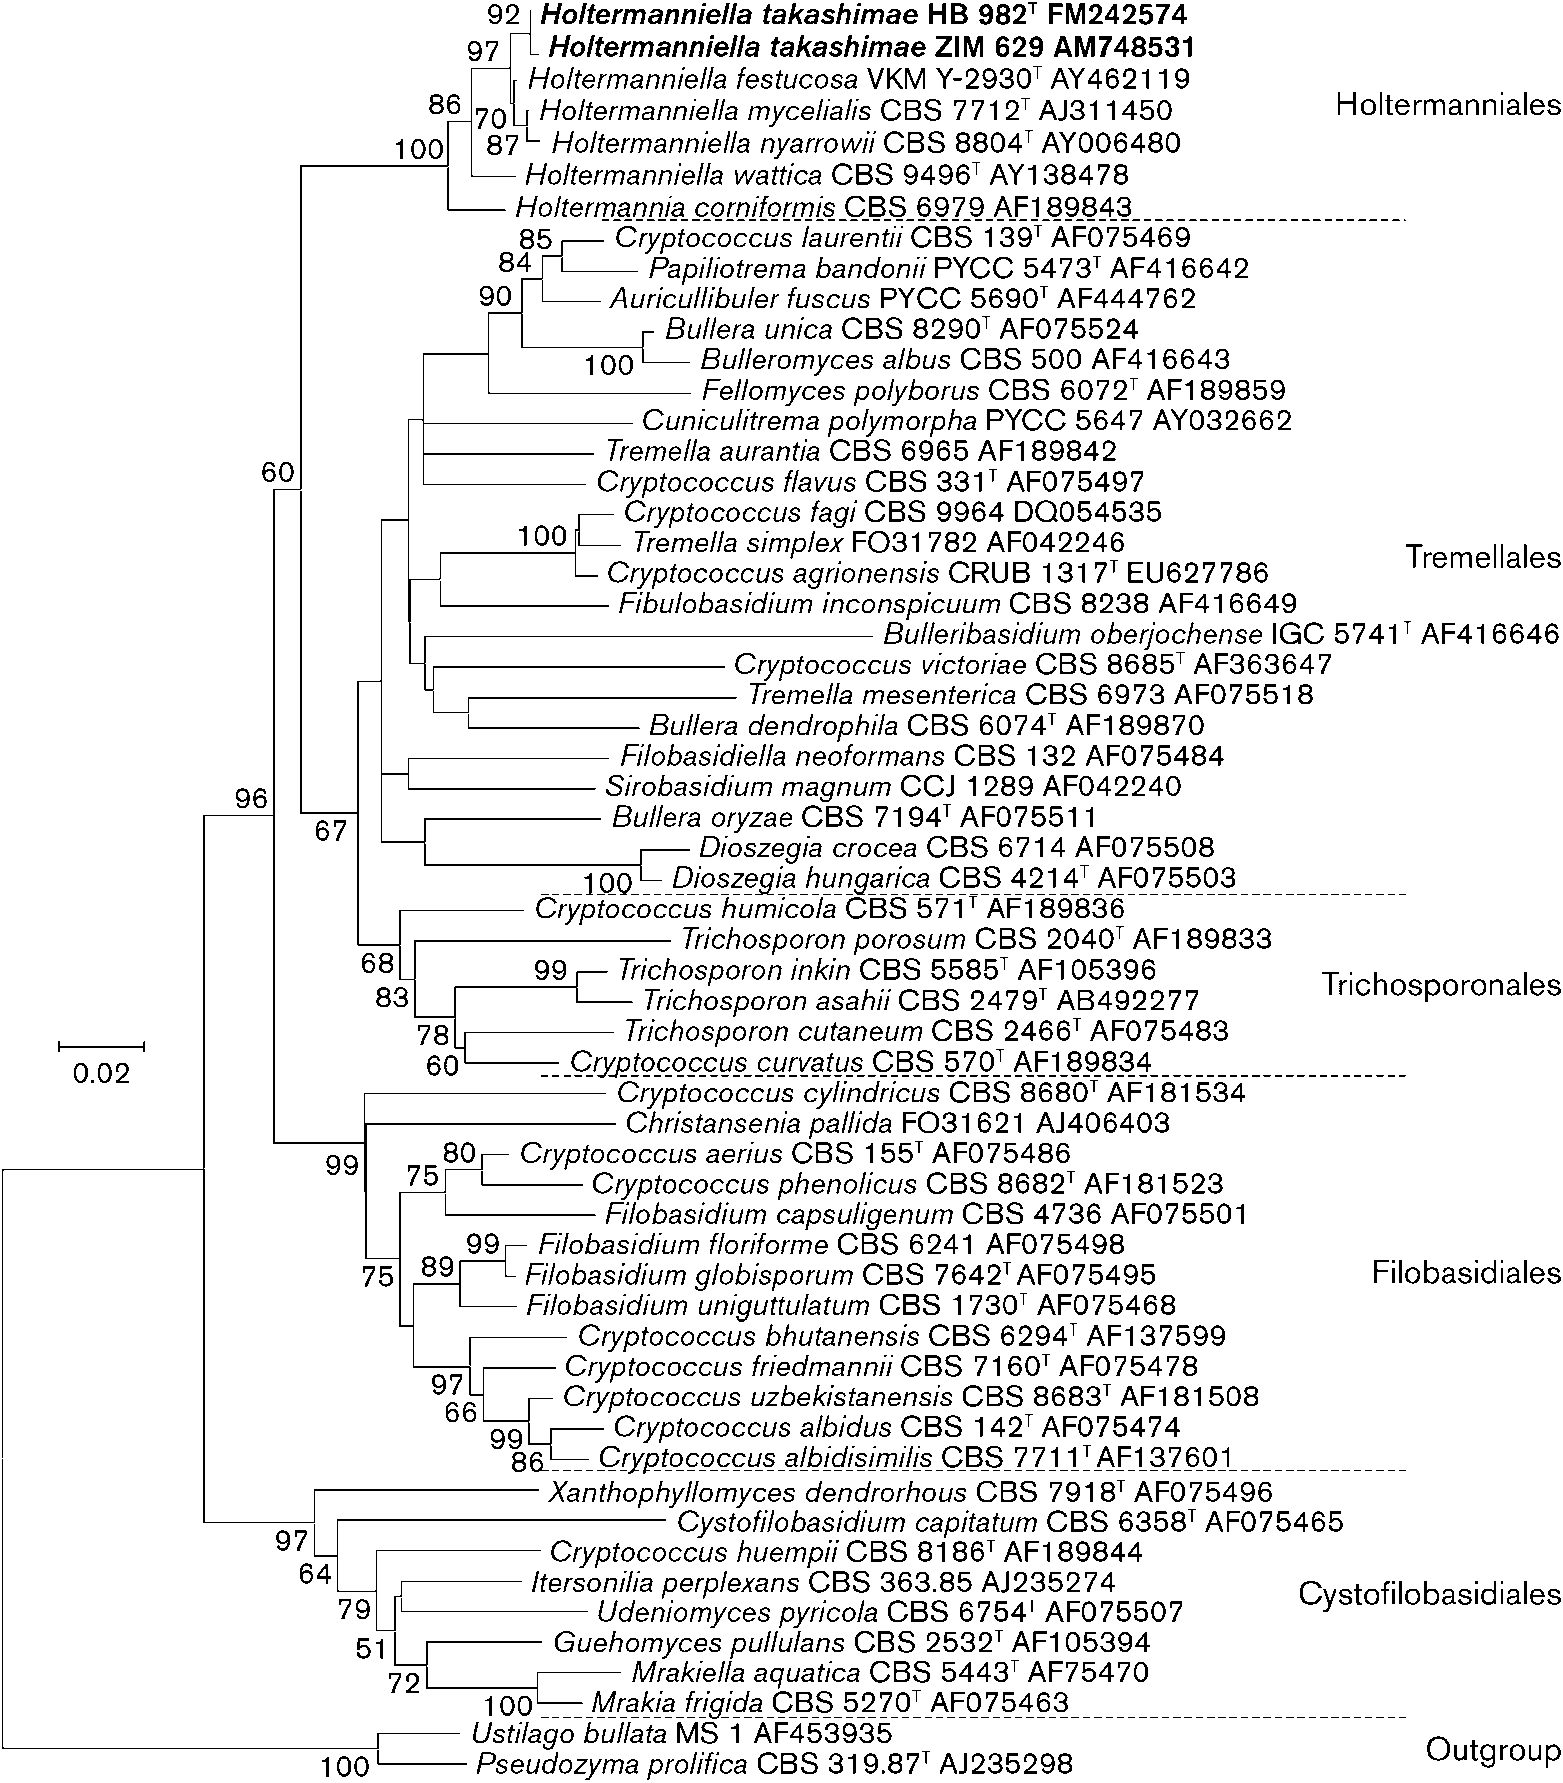 92 Holtermanniella takashimae HB 982ᵀ FM242574
97 Holtermanniella takashimae ZIM 629 AM748531
Holtermanniella festucosa VKM Y-2930ᵀ AY462119
86 70 Holtermanniella mycelialis CBS 7712ᵀ AJ311450 Holtermanniales
100 87 Holtermanniella nyarrowii CBS 8804ᵀ AY006480
Holtermanniella wattica CBS 9496ᵀ AY138478
Holtermannia corniformis CBS 6979 AF189843
85 Cryptococcus laurentii CBS 139ᵀ AF075469
84 Papiliotrema bandonii PYCC 5473ᵀ AF416642
90 Auricullibuler fuscus PYCC 5690ᵀ AF444762
Bullera unica CBS 8290ᵀ AF075524
100 Bulleromyces albus CBS 500 AF416643
Fellomyces polyborus CBS 6072ᵀ AF189859
Cuniculitrema polymorpha PYCC 5647 AY032662
Tremella aurantia CBS 6965 AF189842
60 Cryptococcus flavus CBS 331ᵀ AF075497
Cryptococcus fagi CBS 9964 DQ054535
100 Tremella simplex FO31782 AF042246 Tremellales
Cryptococcus agrionensis CRUB 1317ᵀ EU627786
Fibulobasidium inconspicuum CBS 8238 AF416649
Bulleribasidium oberjochense IGC 5741ᵀ AF416646
Cryptococcus victoriae CBS 8685ᵀ AF363647
Tremella mesenterica CBS 6973 AF075518
Bullera dendrophila CBS 6074ᵀ AF189870
Filobasidiella neoformans CBS 132 AF075484
96 Sirobasidium magnum CCJ 1289 AF042240
67 Bullera oryzae CBS 7194ᵀ AF075511
Dioszegia crocea CBS 6714 AF075508
100 Dioszegia hungarica CBS 4214ᵀ AF075503
Cryptococcus humicola CBS 571ᵀ AF189836
68 Trichosporon porosum CBS 2040ᵀ AF189833
99 Trichosporon inkin CBS 5585ᵀ AF105396 Trichosporonales
83 Trichosporon asahii CBS 2479ᵀ AB492277
78 Trichosporon cutaneum CBS 2466ᵀ AF075483
0.02 60 Cryptococcus curvatus CBS 570ᵀ AF189834
Cryptococcus cylindricus CBS 8680ᵀ AF181534
Christansenia pallida FO31621 AJ406403
99 80 Cryptococcus aerius CBS 155ᵀ AF075486
75 Cryptococcus phenolicus CBS 8682ᵀ AF181523
Filobasidium capsuligenum CBS 4736 AF075501
99 Filobasidium floriforme CBS 6241 AF075498
75 89 Filobasidium globisporum CBS 7642ᵀ AF075495 Filobasidiales
Filobasidium uniguttulatum CBS 1730ᵀ AF075468
Cryptococcus bhutanensis CBS 6294ᵀ AF137599
97 Cryptococcus friedmannii CBS 7160ᵀ AF075478
66 Cryptococcus uzbekistanensis CBS 8683ᵀ AF181508
99 Cryptococcus albidus CBS 142ᵀ AF075474
86 Cryptococcus albidisimilis CBS 7711ᵀ AF137601
Xanthophyllomyces dendrorhous CBS 7918ᵀ AF075496
97 Cystofilobasidium capitatum CBS 6358ᵀ AF075465
64 Cryptococcus huempii CBS 8186ᵀ AF189844
Itersonilia perplexans CBS 363.85 AJ235274 Cystofilobasidiales
79 Udeniomyces pyricola CBS 6754ᵀ AF075507
51 Guehomyces pullulans CBS 2532ᵀ AF105394
72 Mrakiella aquatica CBS 5443ᵀ AF75470
100 Mrakia frigida CBS 5270ᵀ AF075463
Ustilago bullata MS 1 AF453935 Outgroup
100 Pseudozyma prolifica CBS 319.87ᵀ AJ235298